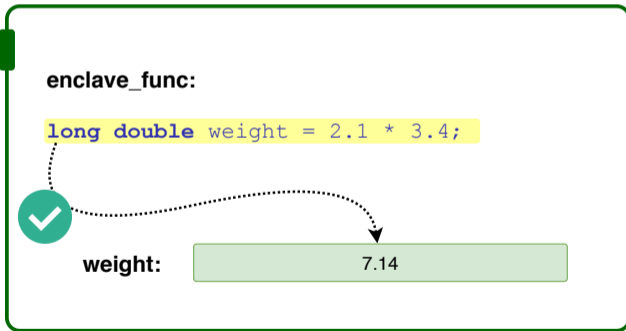 enclave_func:
long double weight = 2.1 * 3.4;
weight: 7.14